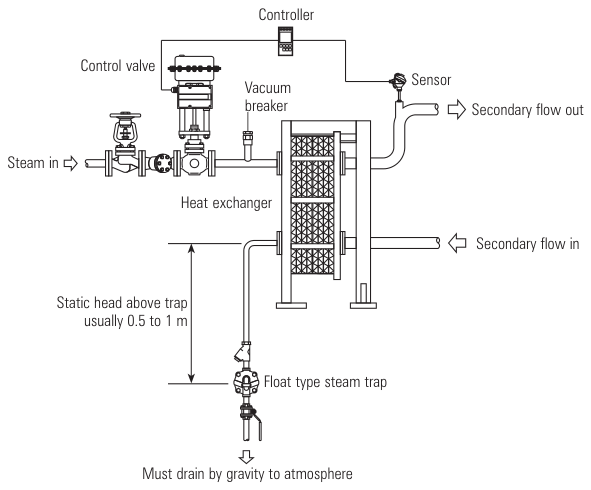 Controller
Control valve
Sensor
Vacuum
breaker
Secondary flow out
Steam in
Heat exchanger
Secondary flow in
Static head above trap
usually 0.5 to 1 m
Float type steam trap
Must drain by gravity to atmosphere